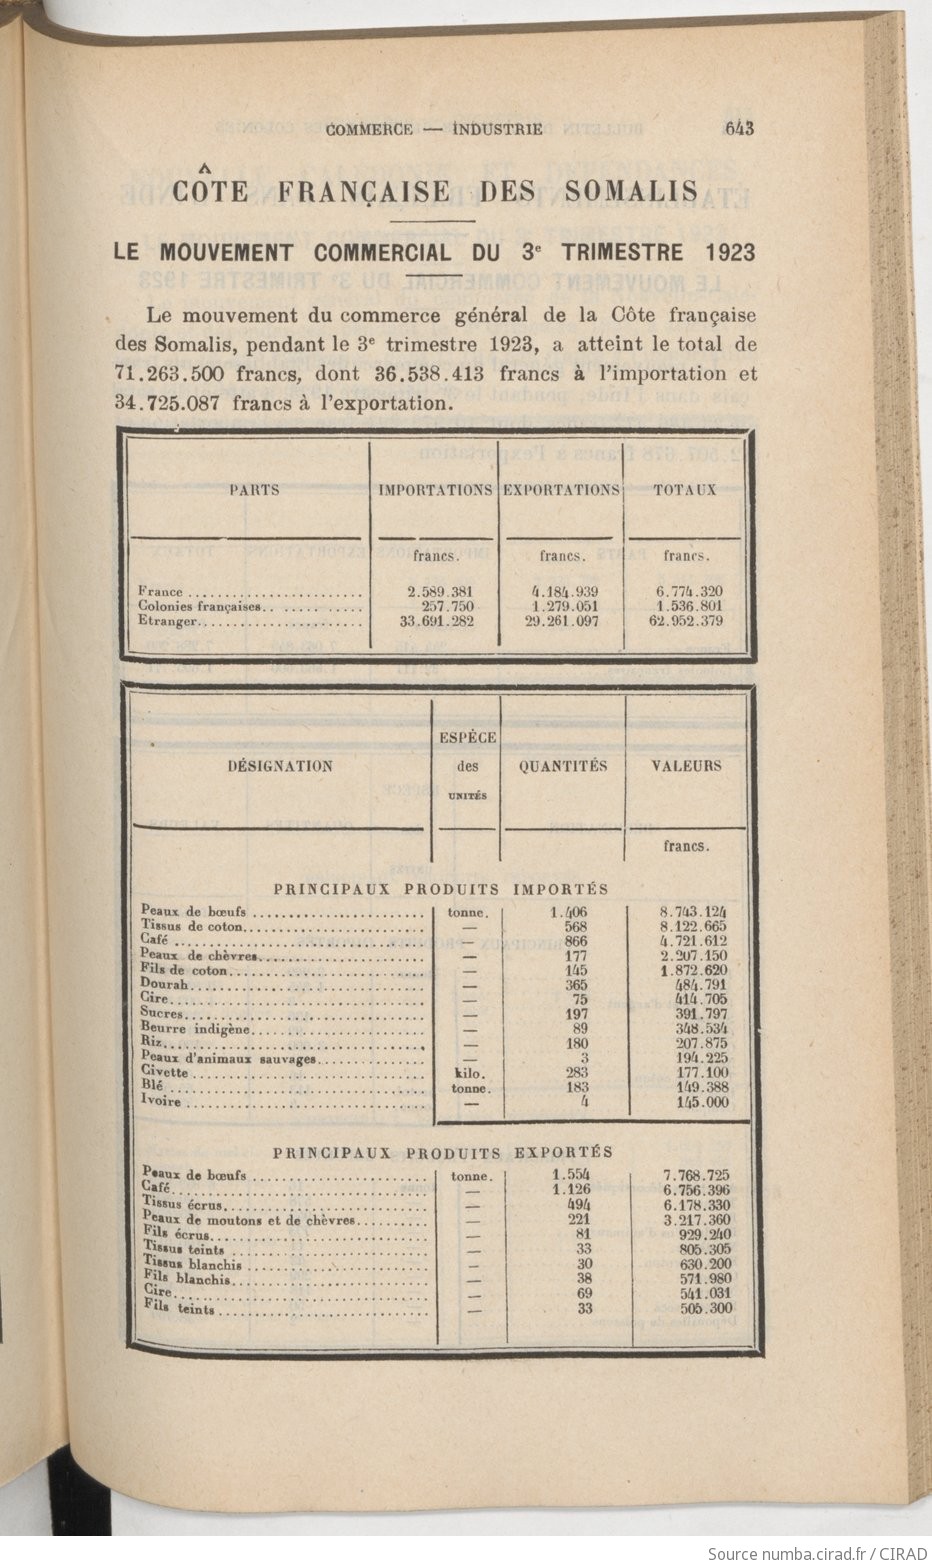 COMMERCE — INDUSTRIE 643
CÔTE FRANÇAISE DES SOMALIS
LE MOUVEMENT COMMERCIAL DU 3e TRIMESTRE 1923
Le mouvement du commerce général de la Côte française
des Somalis, pendant le 3e trimestre 1923, a atteint le total de
71.263.500 francs, dont 36.538.413 francs à l'importation et
34.725.087 francs à l'exportation.
PARTS IMPORTATIONS EXPORTATIONS TOTAUX
francs. francs. francs.
France ........................ 2.589.381 4.184.939 6.774.320
Colonies françaises.. ...... ..... 257.750 1.279.051 1.536.801
Etranger....................... 33.691.282 29.261.097 62.952.379
DÉSIGNATION ESPÈCE des UNITÉS QUANTITÉS VALEURS
francs.
PRINCIPAUX PRODUITS IMPORTÉS
Peaux de bœufs ........................ tonne. 1.406 8.743.124
Tissus de coton......................... — 568 8.122.665
Café ................................... — 866 4.721.612
Peaux de chèvres....................... — 177 2.207.150
Fils de coton........................... — 145 1.872.620
Dourah................................. — 365 484.791
Cire.................................... — 75 414.705
Sucres.................................. — 197 391.797
Beurre indigène........................ — 89 348.534
Riz..................................... — 180 207.875
Peaux d'animaux sauvages............... — 3 194.225
Civette ................................ kilo. 283 177.100
Blé .................................... tonne. 183 149.388
Ivoire ................................. — 4 145.000
PRINCIPAUX PRODUITS EXPORTÉS
Peaux de bœufs ........................ tonne. 1.554 7.768.725
Café.................................... — 1.126 6.756.396
Tissus écrus............................ — 494 6.178.330
Peaux de moutons et de chèvres.......... — 221 3.217.360
Fils écrus.............................. — 81 929.240
Tissus teints ........................... — 33 805.305
Tissus blanchis ......................... — 30 630.200
Fils blanchis............................ — 38 571.980
Cire.................................... — 69 541.031
Fils teints ............................. — 33 505.300
Source numba.cirad.fr / CIRAD